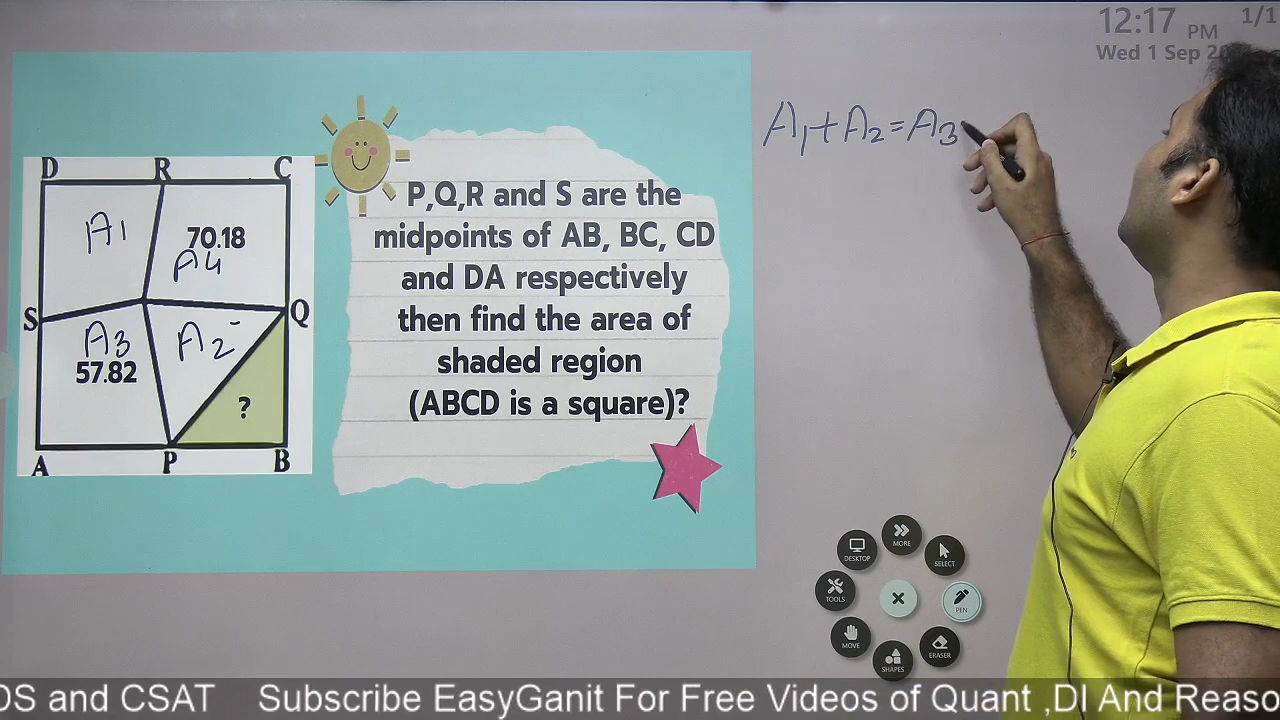 12:17 PM 1/1
Wed 1 Sep
A1+A2=A3
D R C
A1
70.18
A4
S Q
A3 A2
57.82
?
A P B
P,Q,R and S are the
midpoints of AB, BC, CD
and DA respectively
then find the area of
shaded region
(ABCD is a square)?
MORE
DESKTOP
SELECT
TOOLS
PEN
MOVE
ERASER
SHAPES
DS and CSAT Subscribe EasyGanit For Free Videos of Quant ,DI And Reaso